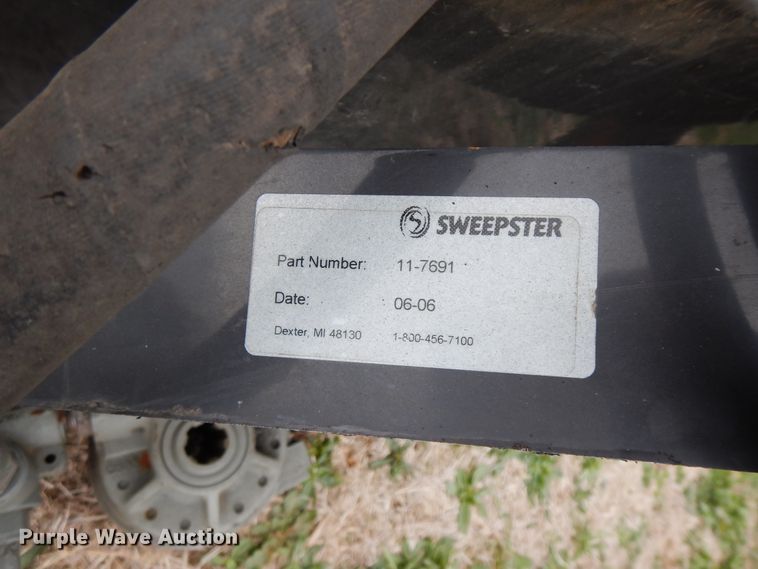 SWEEPSTER
Part Number: 11-7691
Date: 06-06
Dexter, MI 48130 1-800-456-7100
Purple Wave Auction